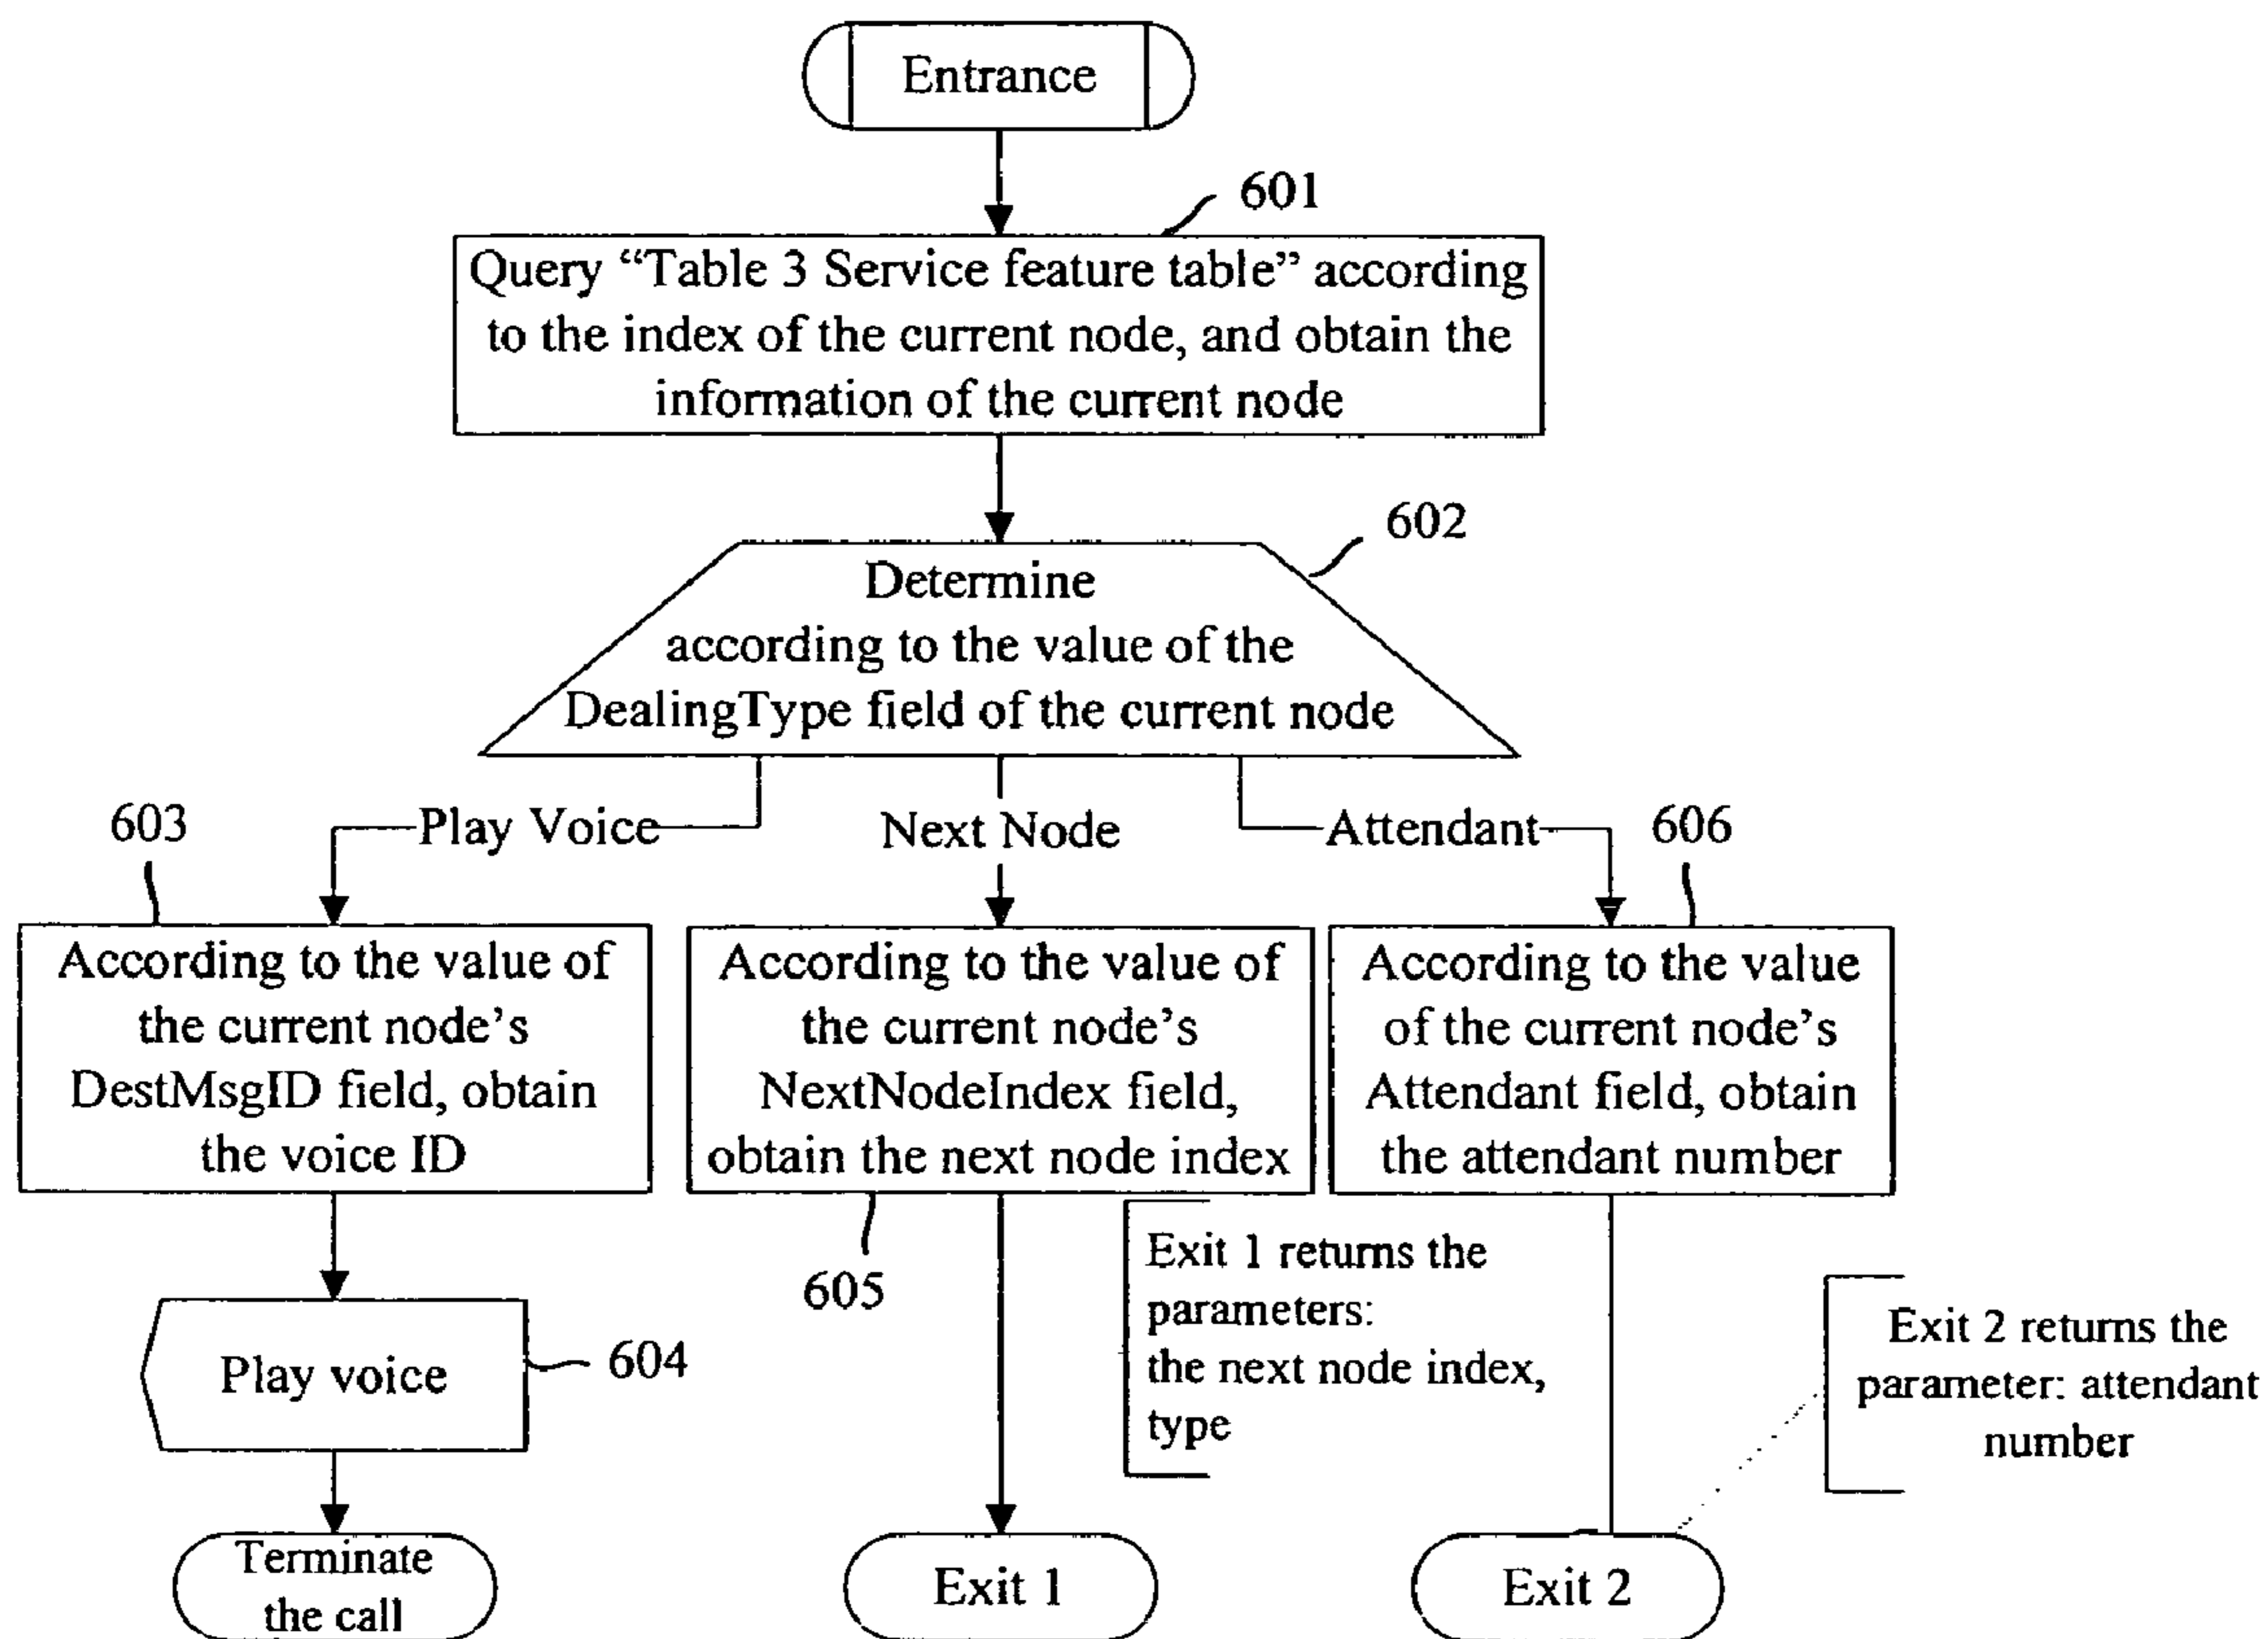 Entrance
601
Query “Table 3 Service feature table” according
to the index of the current node, and obtain the
information of the current node
602
Determine
according to the value of the
DealingType field of the current node
Play Voice
Next Node
Attendant
603
606
According to the value of
the current node’s
DestMsgID field, obtain
the voice ID
According to the value of
the current node’s
NextNodeIndex field,
obtain the next node index
According to the value
of the current node’s
Attendant field, obtain
the attendant number
605
Exit 1 returns the
parameters:
the next node index,
type
Exit 2 returns the
parameter: attendant
number
Play voice
604
Terminate
the call
Exit 1
Exit 2